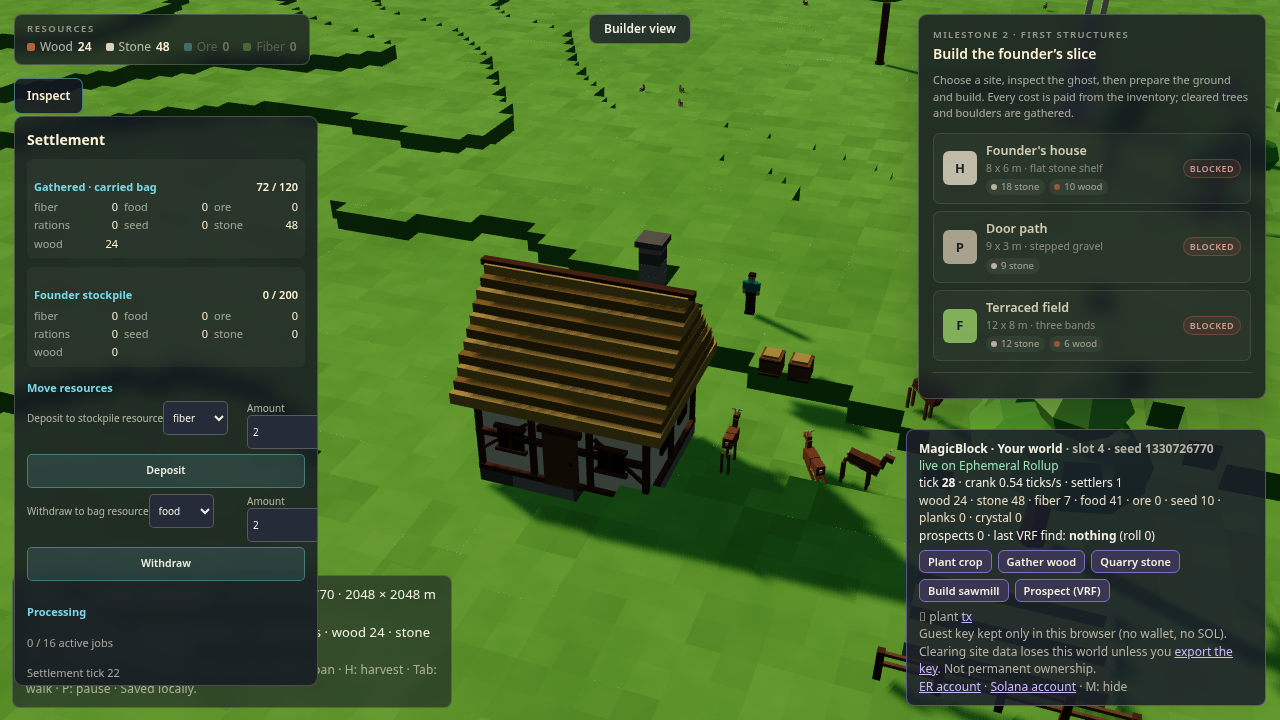 RESOURCES
Wood 24 Stone 48 Ore 0 Fiber 0
Inspect
Settlement
Gathered · carried bag 72 / 120
fiber 0 food 0 ore 0
rations 0 seed 0 stone 48
wood 24
Founder stockpile 0 / 200
fiber 0 food 0 ore 0
rations 0 seed 0 stone 0
wood 0
Move resources
Deposit to stockpile resource fiber Amount 2
Deposit
Withdraw to bag resource food Amount 2
Withdraw
Processing
0 / 16 active jobs
Settlement tick 22
70 · 2048 × 2048 m
· wood 24 · stone
H: harvest · Tab:
walk · P: pause · Saved locally.
Builder view
MILESTONE 2 · FIRST STRUCTURES
Build the founder’s slice
Choose a site, inspect the ghost, then prepare the ground
and build. Every cost is paid from the inventory; cleared trees
and boulders are gathered.
H
Founder's house
8 x 6 m · flat stone shelf
18 stone 10 wood
BLOCKED
P
Door path
9 x 3 m · stepped gravel
9 stone
BLOCKED
F
Terraced field
12 x 8 m · three bands
12 stone 6 wood
BLOCKED
MagicBlock · Your world · slot 4 · seed 1330726770
live on Ephemeral Rollup
tick 28 · crank 0.54 ticks/s · settlers 1
wood 24 · stone 48 · fiber 7 · food 41 · ore 0 · seed 10 ·
planks 0 · crystal 0
prospects 0 · last VRF find: nothing (roll 0)
Plant crop Gather wood Quarry stone
Build sawmill Prospect (VRF)
plant tx
Guest key kept only in this browser (no wallet, no SOL).
Clearing site data loses this world unless you export the
key. Not permanent ownership.
ER account · Solana account · M: hide